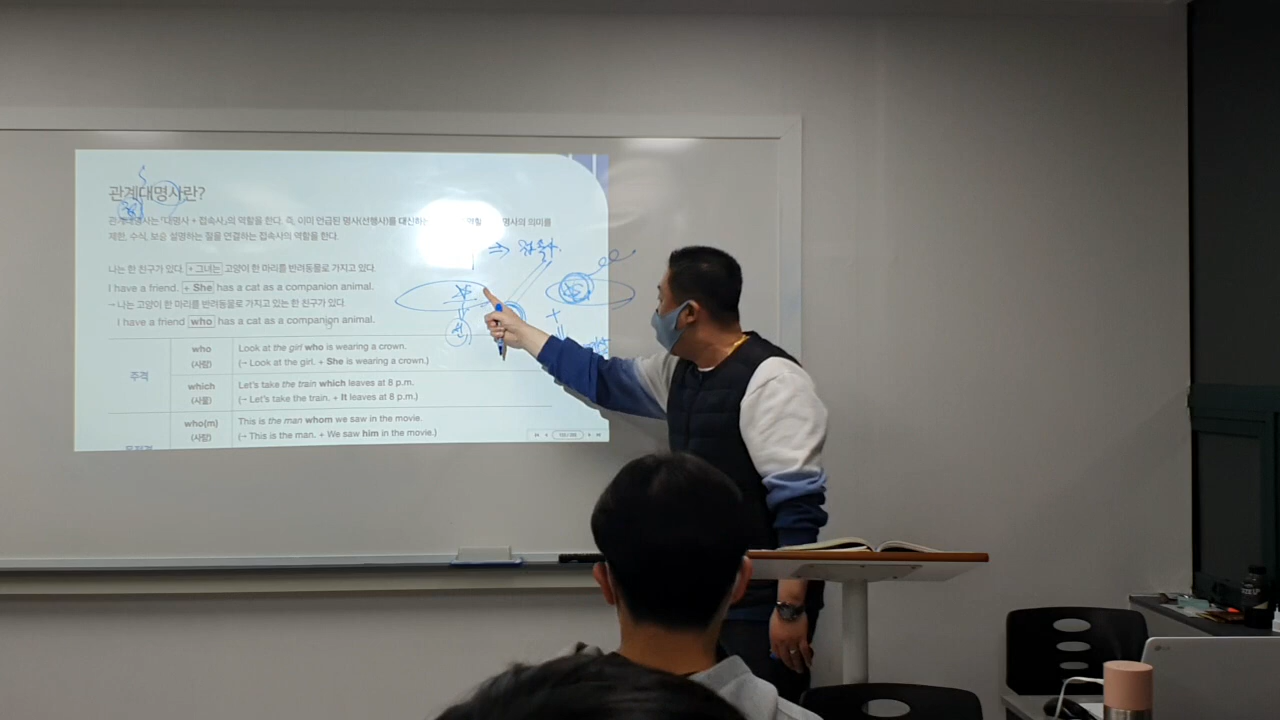 관계대명사란?
관계대명사는 「대명사 + 접속사」의 역할을 한다. 즉, 이미 언급된 명사(선행사)를 대신하는 명사의 의미를
제한, 수식, 보충 설명하는 절을 연결하는 접속사의 역할을 한다.
나는 한 친구가 있다. + 그녀는 고양이 한 마리를 반려동물로 가지고 있다.
I have a friend. + She has a cat as a companion animal.
→ 나는 고양이 한 마리를 반려동물로 가지고 있는 한 친구가 있다.
I have a friend who has a cat as a companion animal.
주격
who
(사람)
Look at the girl who is wearing a crown.
(→ Look at the girl. + She is wearing a crown.)
which
(사물)
Let's take the train which leaves at 8 p.m.
(→ Let's take the train. + It leaves at 8 p.m.)
who(m)
(사람)
This is the man whom we saw in the movie.
(→ This is the man. + We saw him in the movie.)
⇒ 접속사
선